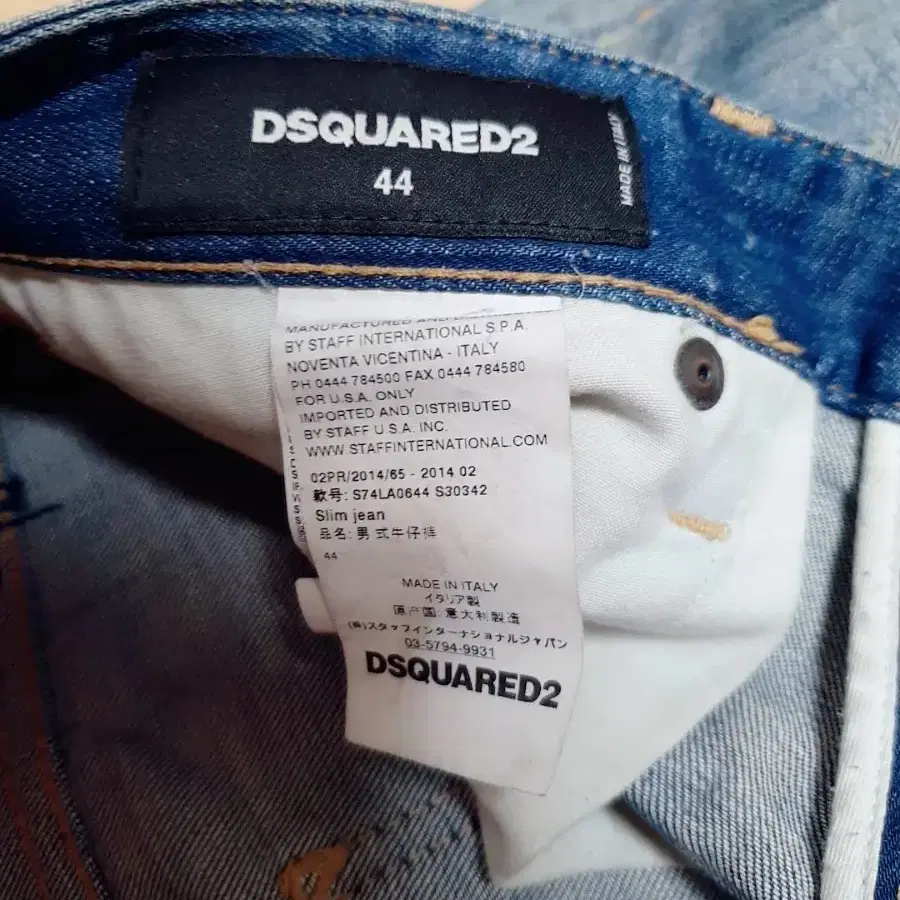 DSQUARED2
44
MADE IN ITALY
MANUFACTURED AND
BY STAFF INTERNATIONAL S.P.A.
NOVENTA VICENTINA - ITALY
PH 0444 784500 FAX 0444 784580
FOR U.S.A. ONLY
IMPORTED AND DISTRIBUTED
BY STAFF U.S.A. INC.
WWW.STAFFINTERNATIONAL.COM
02PR/2014/65 - 2014 02
款号: S74LA0644 S30342
Slim jean
品名: 男式牛仔裤
44
MADE IN ITALY
イタリア製
原产国: 意大利製造
(株)スタッフインターナショナルジャパン
03-5794-9931
DSQUARED2